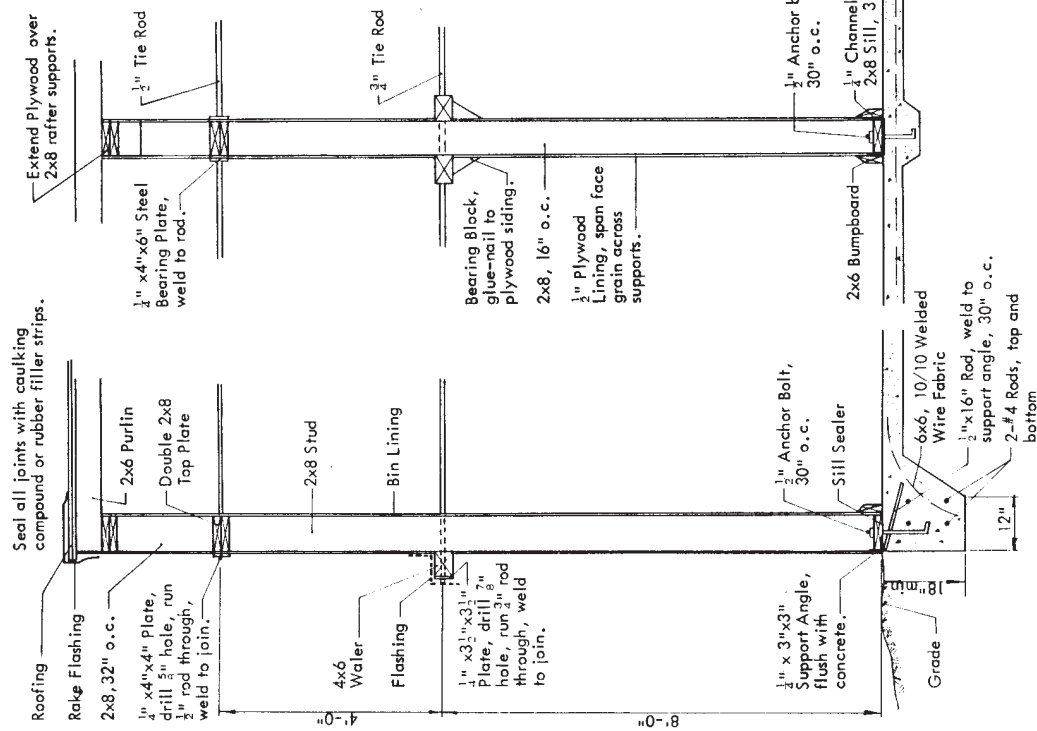 Seal all joints with caulking
compound or rubber filler strips.
Roofing
Rake Flashing
2x6 Purlin
2x8, 32" o.c.
Double 2x8
Top Plate
¼"x4"x4" Plate,
drill ⅝" hole, run
½" rod through,
weld to join.
2x8 Stud
4x6
Waler
Bin Lining
Flashing
¼"x3½"x3½"
Plate, drill ⅞"
hole, run ¾" rod
through, weld
to join.
½" Anchor Bolt,
30" o.c.
Sill Sealer
¼" x 3"x3"
Support Angle,
flush with
concrete.
Grade
18" min
12"
6x6, 10/10 Welded
Wire Fabric
½"x16" Rod, weld to
support angle, 30" o.c.
2-#4 Rods, top and
bottom
4'-0"
8'-0"
Extend Plywood over
2x8 rafter supports.
½" Tie Rod
¼" x4"x6" Steel
Bearing Plate,
weld to rod.
¾" Tie Rod
Bearing Block,
glue-nail to
plywood siding.
2x8, 16" o.c.
½" Plywood
Lining, span face
grain across
supports.
2x6 Bumpboard
½" Anchor b
30" o.c.
¼" Channel
2x8 Sill, 3